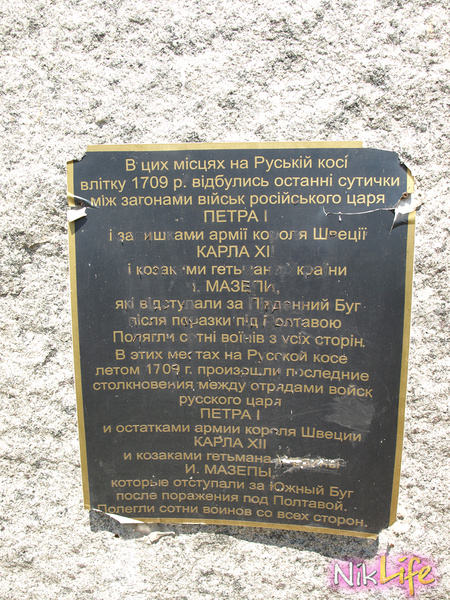 В цих місцях на Руській косі
влітку 1709 р. відбулись останні сутички
між загонами військ російського царя
ПЕТРА І
і залишками армії короля Швеції
КАРЛА ХІІ
і козаками гетьмана України
І. МАЗЕПИ,
які відступали за Південний Буг
після поразки під Полтавою
Полягли сотні воїнів з усіх сторін.
В этих местах на Русской косе
летом 1709 г. произошли последние
столкновения между отрядами войск
русского царя
ПЕТРА І
и остатками армии короля Швеции
КАРЛА ХІІ
и козаками гетьмана
И. МАЗЕПЫ,
которые отступали за Южный Буг
после поражения под Полтавой.
Полегли сотни воинов со всех сторон.
NikLife